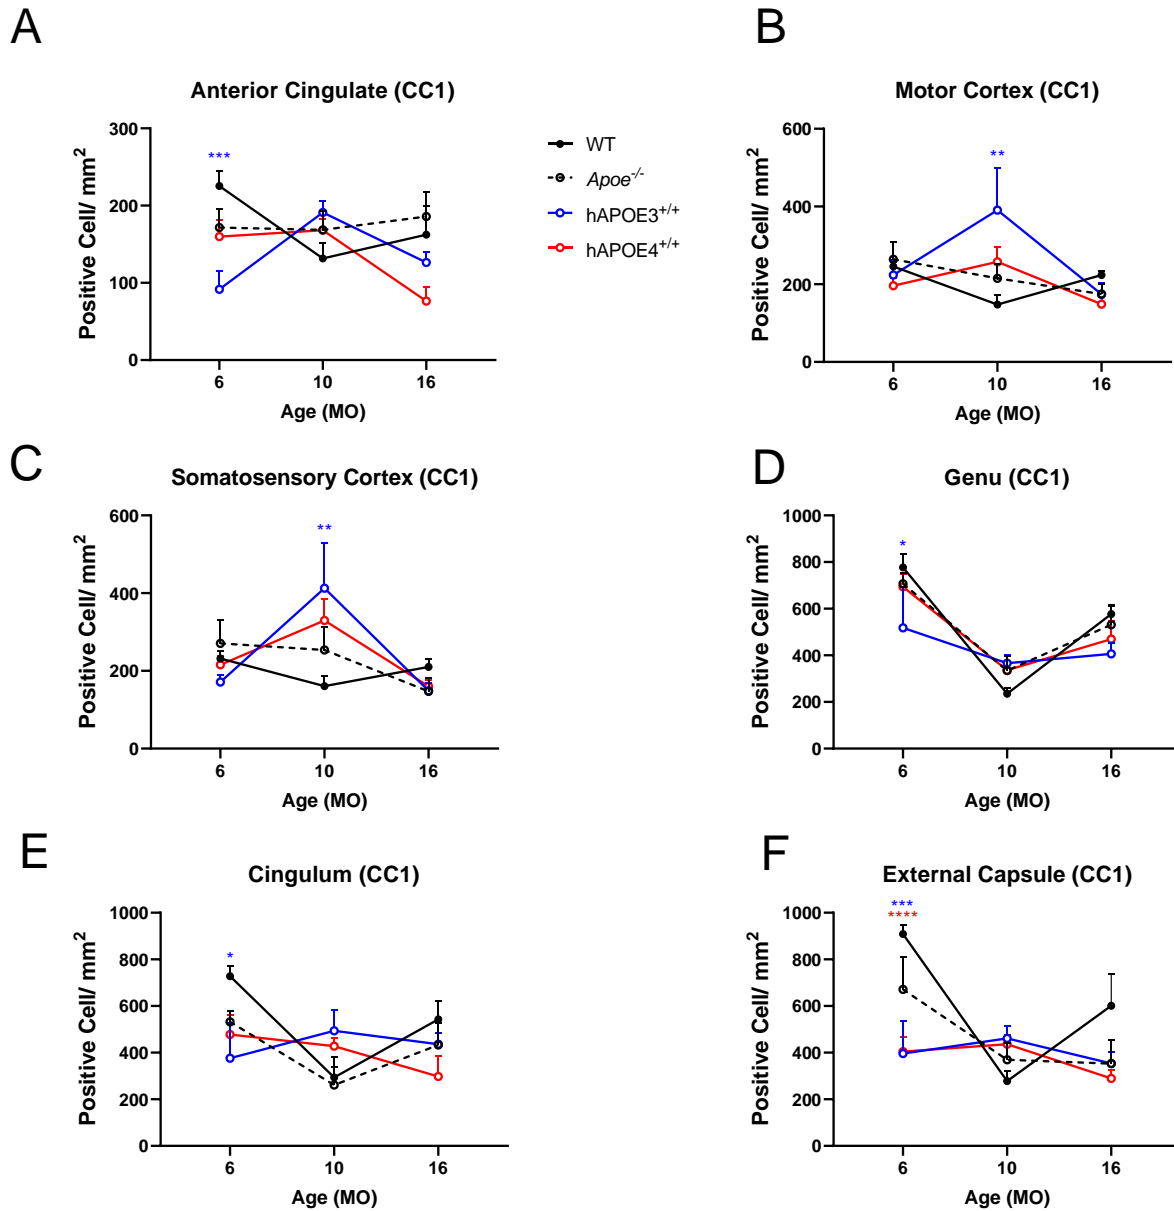 A
Anterior Cingulate (CC1)
Positive Cell/ mm²
300
200
100
0
***
6 10 16
Age (MO)
WT
Apoe⁻/⁻
hAPOE3⁺/⁺
hAPOE4⁺/⁺
B
Motor Cortex (CC1)
Positive Cell/ mm²
600
400
200
0
**
6 10 16
Age (MO)
C
Somatosensory Cortex (CC1)
Positive Cell/ mm²
600
400
200
0
**
6 10 16
Age (MO)
D
Genu (CC1)
Positive Cell/ mm²
1000
800
600
400
200
0
*
6 10 16
Age (MO)
E
Cingulum (CC1)
Positive Cell/ mm²
1000
800
600
400
200
0
*
6 10 16
Age (MO)
F
External Capsule (CC1)
Positive Cell/ mm²
1000
800
600
400
200
0
***
****
6 10 16
Age (MO)